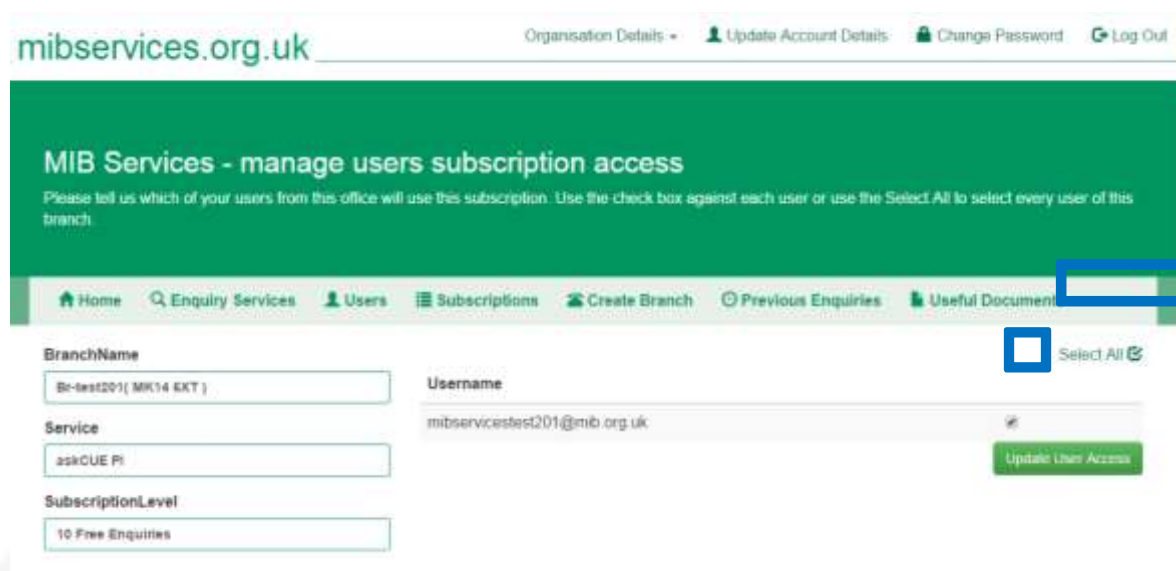 mibservices.org.uk
Organisation Details Update Account Details Change Password Log Out
MIB Services - manage users subscription access
Please tell us which of your users from this office will use this subscription. Use the check box against each user or use the Select All to select every user of this
branch.
Home Enquiry Services Users Subscriptions Create Branch Previous Enquiries Useful Document
Select All
BranchName
Br-test201( MK14 6XT )
Username
mibservicestest201@mib.org.uk
Service
askCUE PI
Update User Access
SubscriptionLevel
10 Free Enquiries